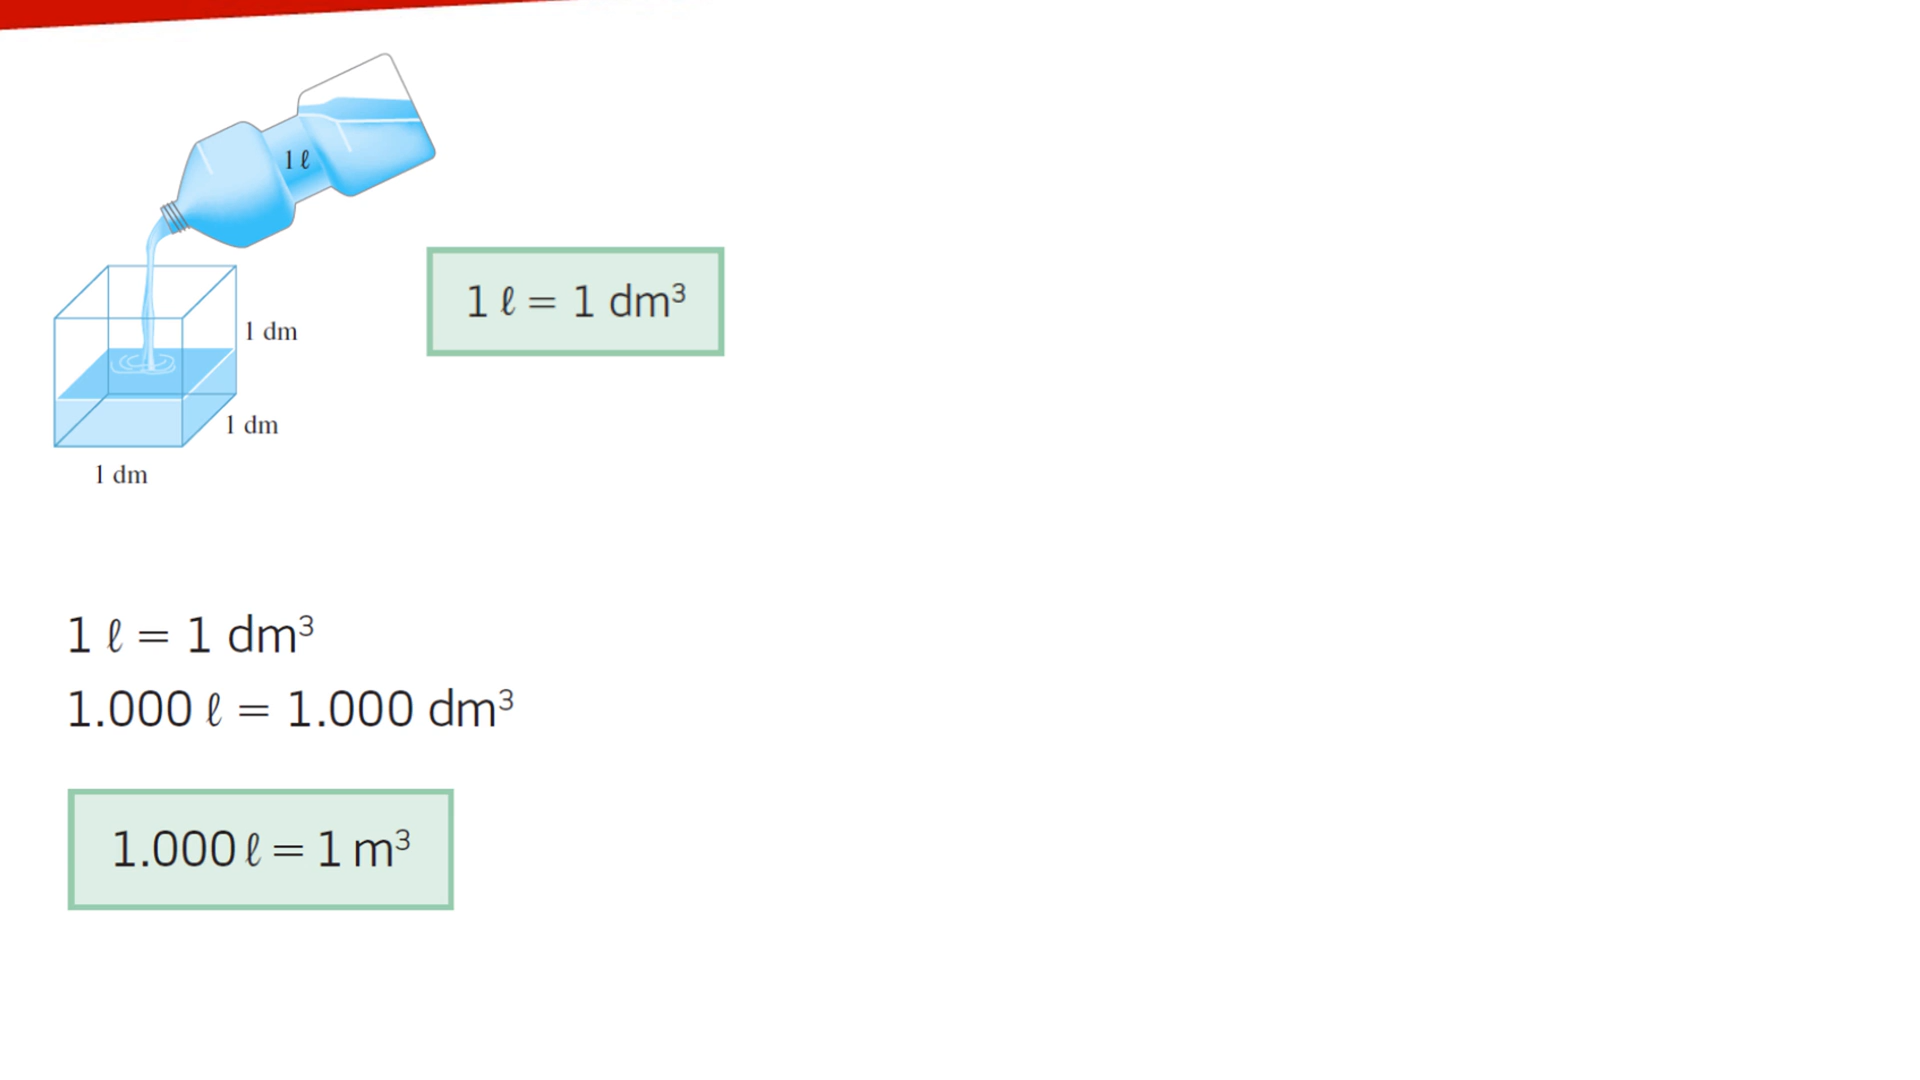 1 ℓ
1 ℓ = 1 dm³
1 dm
1 dm
1 dm
1 ℓ = 1 dm³
1.000 ℓ = 1.000 dm³
1.000 ℓ = 1 m³